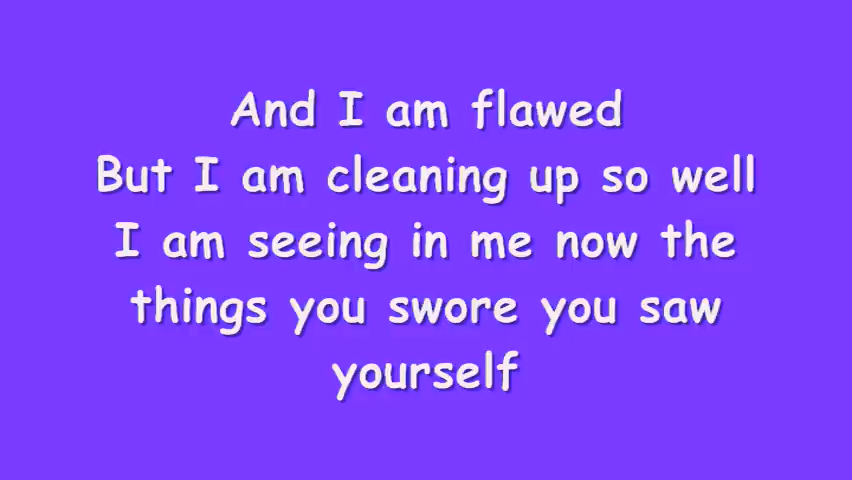 And I am flawed
But I am cleaning up so well
I am seeing in me now the
things you swore you saw
yourself